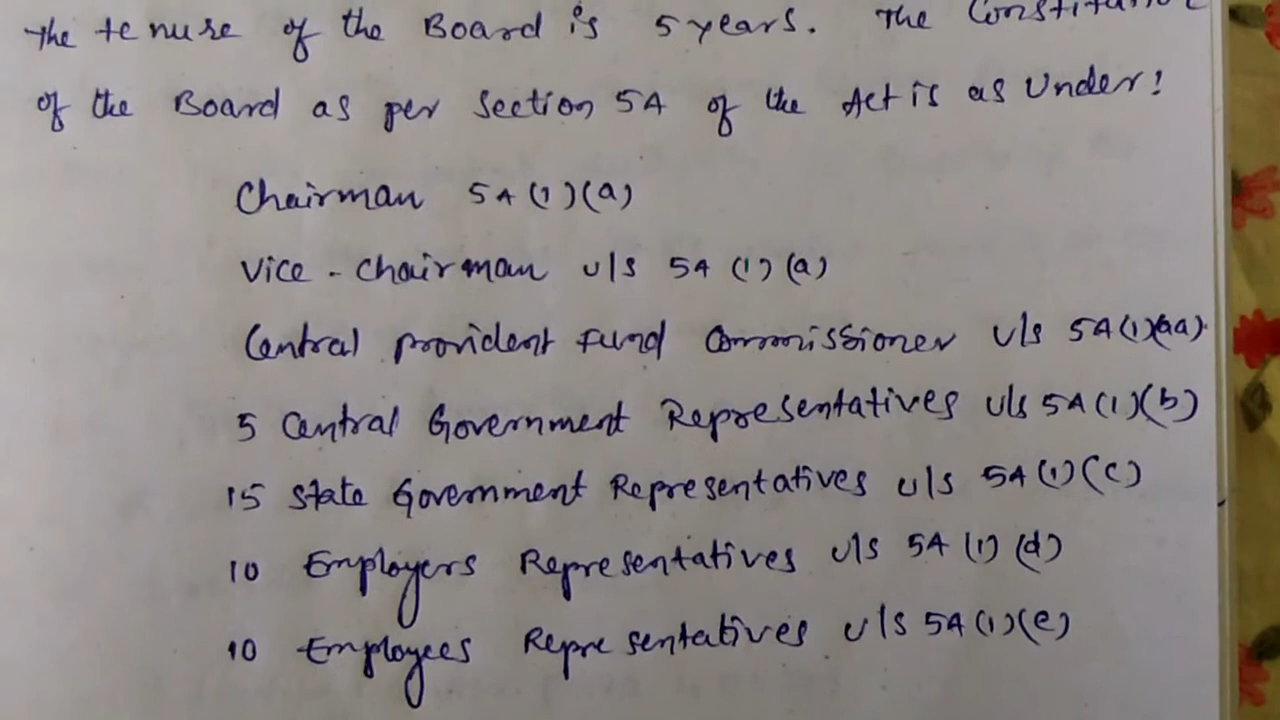 The tenure of the Board is 5 years. The Constitution
of the Board as per Section 5A of the Act is as Under:
Chairman 5A(1)(a)
Vice-chairman u/s 5A(1)(a)
Central provident Fund Commissioner u/s 5A(1)(aa).
5 Central Government Representatives u/s 5A(1)(b)
15 State Government Representatives u/s 5A(1)(c)
10 Employers Representatives u/s 5A(1)(d)
10 Employees Representatives u/s 5A(1)(e)